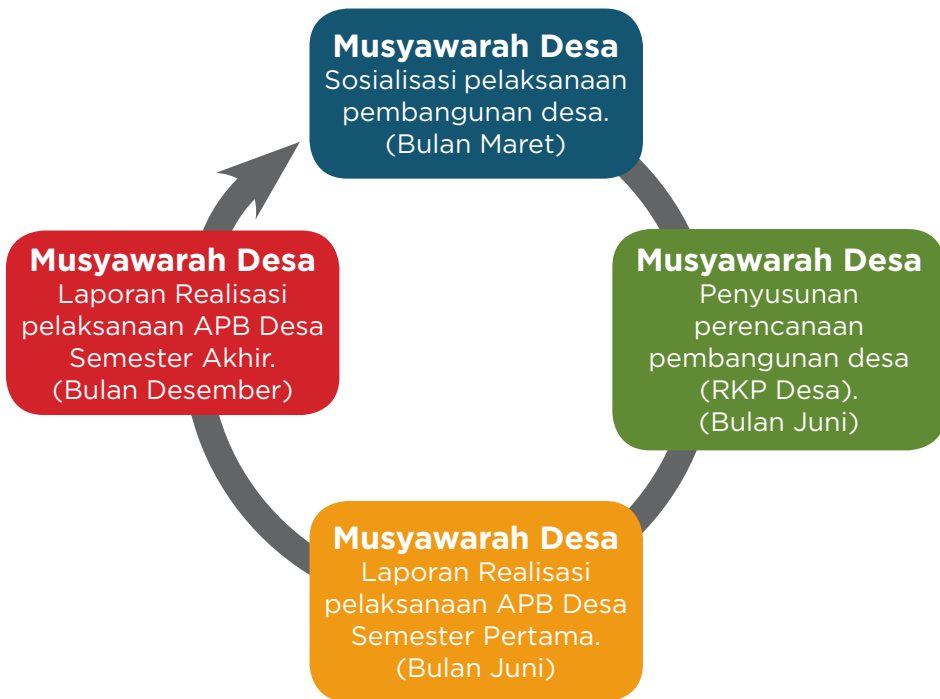 Musyawarah Desa
Sosialisasi pelaksanaan
pembangunan desa.
(Bulan Maret)
Musyawarah Desa
Penyusunan
perencanaan
pembangunan desa
(RKP Desa).
(Bulan Juni)
Musyawarah Desa
Laporan Realisasi
pelaksanaan APB Desa
Semester Pertama.
(Bulan Juni)
Musyawarah Desa
Laporan Realisasi
pelaksanaan APB Desa
Semester Akhir.
(Bulan Desember)